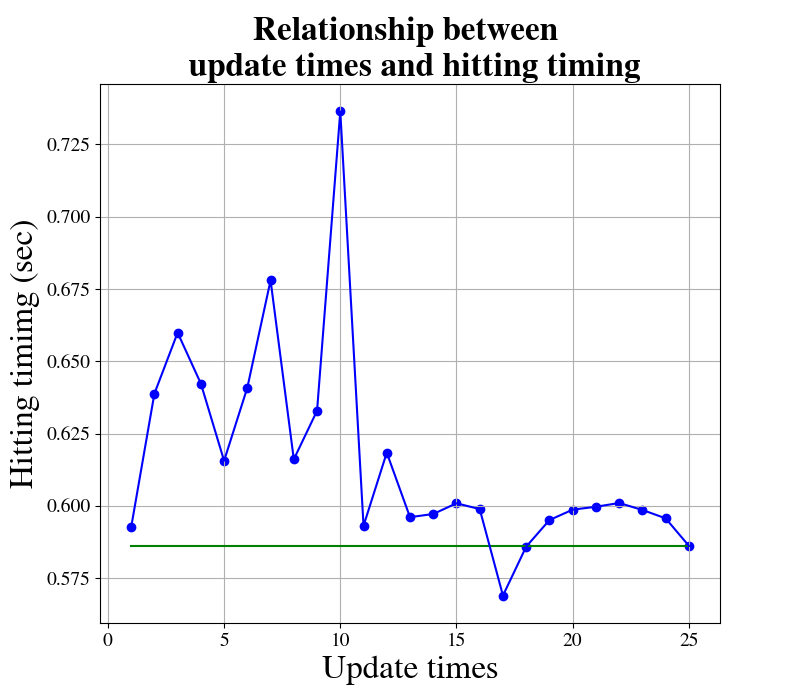 Relationship between
update times and hitting timing
0.725
0.700
0.675
0.650
0.625
0.600
0.575
Hitting timimg (sec)
0 5 10 15 20 25
Update times